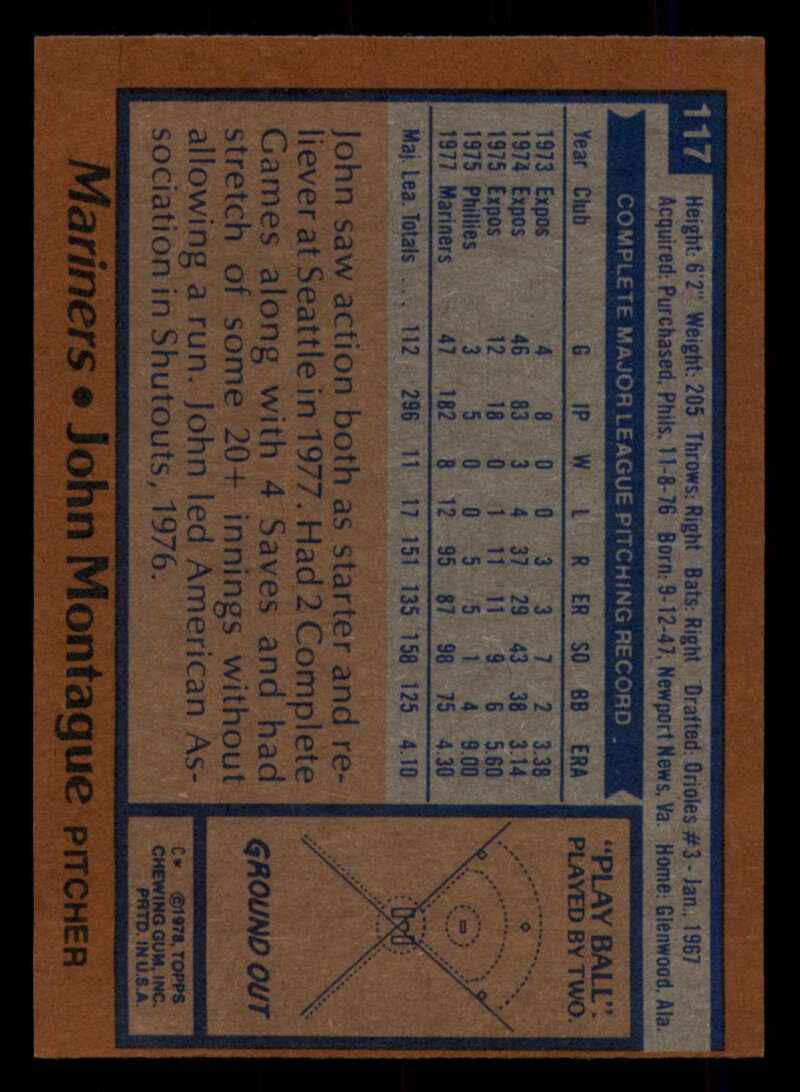 117
Height: 6'2" Weight: 205 Throws: Right Bats: Right Drafted: Orioles #3 - Jan., 1967
Acquired: Purchased, Phils. 11-8-76 Born: 9-12-47, Newport News, Va. Home: Glenwood, Ala.
COMPLETE MAJOR LEAGUE PITCHING RECORD
Year Club G IP W L R ER SO BB ERA
1973 Expos 4 8 0 0 3 3 7 2 3.38
1974 Expos 46 83 3 4 37 29 43 38 3.14
1975 Expos 12 18 0 1 11 11 9 6 5.60
1975 Phillies 3 5 0 0 5 5 1 4 9.00
1977 Mariners 47 182 8 12 95 87 98 75 4.30
Maj. Lea. Totals ... 112 296 11 17 151 135 158 125 4.10
John saw action both as starter and re-
liever at Seattle in 1977. Had 2 Complete
Games along with 4 Saves and had
stretch of some 20+ innings without
allowing a run. John led American As-
sociation in Shutouts, 1976.
"PLAY BALL":
PLAYED BY TWO.
GROUND OUT
C* ©1978, TOPPS
CHEWING GUM, INC.
PRTD. IN U.S.A.
Mariners • John Montague PITCHER